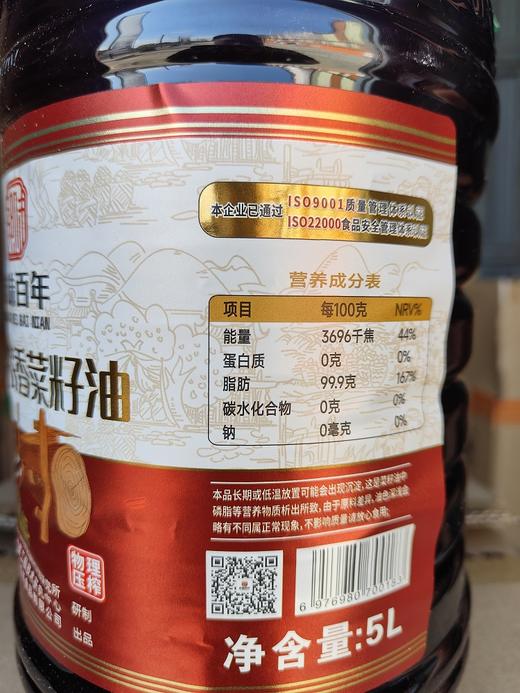 本企业已通过
ISO9001质量管理体系认证
ISO22000食品安全管理体系认证
百年
BAI NIAN
香菜籽油
营养成分表
项目 每100克 NRV%
能量 3696千焦 44%
蛋白质 0克 0%
脂肪 99.9克 167%
碳水化合物 0克 0%
钠 0毫克 0%
本品长期或低温放置可能会出现沉淀,这是菜籽油中
磷脂等营养物质析出所致,由于原料差异,油色深浅会
略有不同属正常现象,不影响质量请放心食用。
物理
压榨
研制
公司 出品
6 976980 700153
净含量:5L